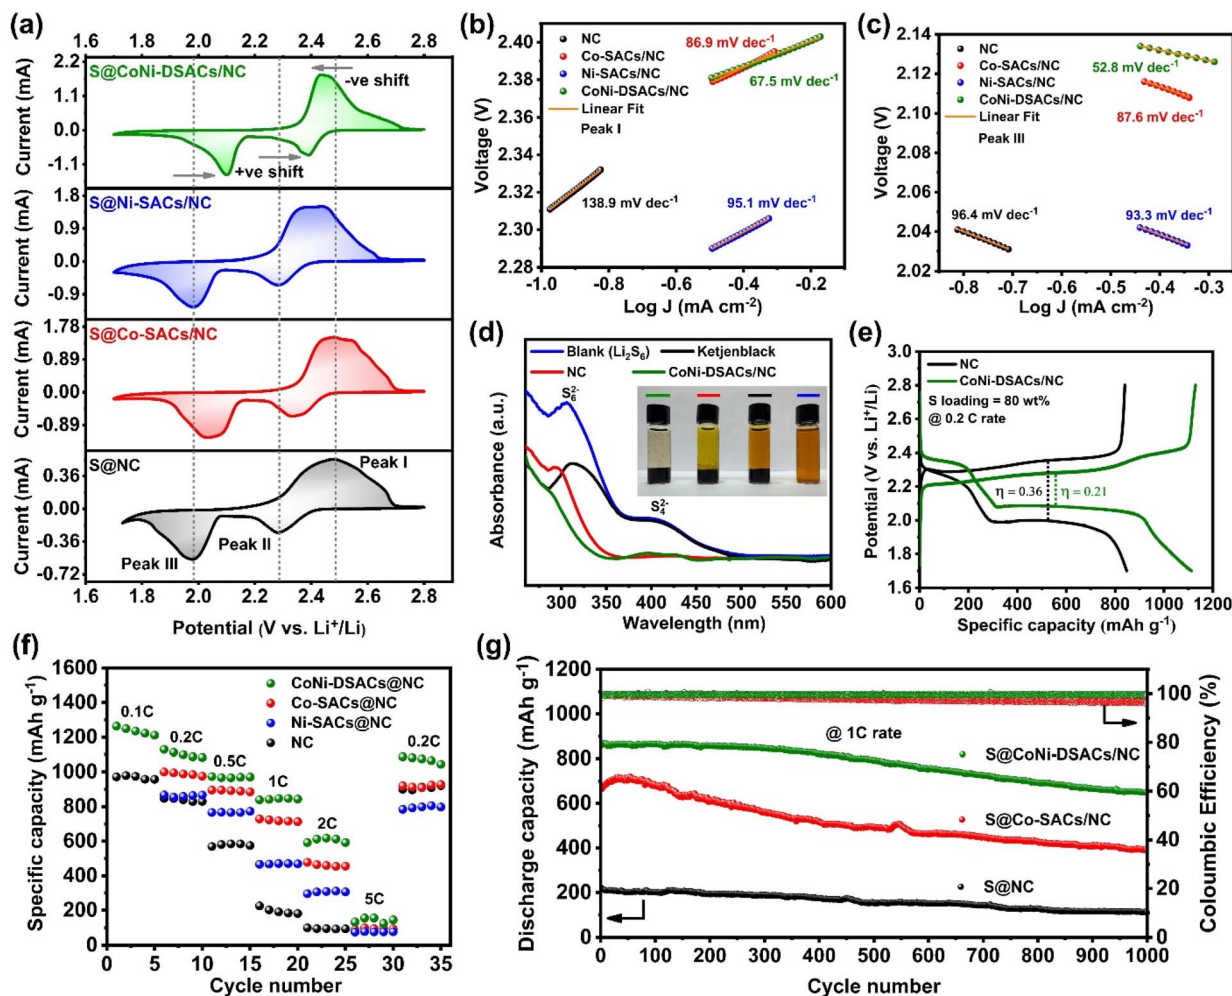 (a)
1.6 1.8 2.0 2.2 2.4 2.6 2.8
S@CoNi-DSACs/NC
-ve shift
+ve shift
2.2
1.1
0.0
-1.1
Current (mA)
S@Ni-SACs/NC
1.8
0.9
0.0
-0.9
Current (mA)
S@Co-SACs/NC
1.78
0.89
0.00
-0.89
Current (mA)
S@NC
Peak I
Peak II
Peak III
0.36
0.00
-0.36
-0.72
Current (mA)
1.6 1.8 2.0 2.2 2.4 2.6 2.8
Potential (V vs. Li⁺/Li)
(b)
NC
Co-SACs/NC
Ni-SACs/NC
CoNi-DSACs/NC
Linear Fit
Peak I
86.9 mV dec⁻¹
67.5 mV dec⁻¹
138.9 mV dec⁻¹
95.1 mV dec⁻¹
2.40
2.38
2.36
2.34
2.32
2.30
2.28
Voltage (V)
-1.0 -0.8 -0.6 -0.4 -0.2
Log J (mA cm⁻²)
(c)
NC
Co-SACs/NC
Ni-SACs/NC
CoNi-DSACs/NC
Linear Fit
Peak III
52.8 mV dec⁻¹
87.6 mV dec⁻¹
96.4 mV dec⁻¹
93.3 mV dec⁻¹
2.14
2.12
2.10
2.08
2.06
2.04
2.02
Voltage (V)
-0.8 -0.7 -0.6 -0.5 -0.4 -0.3
Log J (mA cm⁻²)
(d)
Blank (Li₂S₆)
Ketjenblack
NC
CoNi-DSACs/NC
S₆²⁻
S₄²⁻
Absorbance (a.u.)
300 350 400 450 500 550 600
Wavelength (nm)
(e)
NC
CoNi-DSACs/NC
S loading = 80 wt%
@ 0.2 C rate
η = 0.36
η = 0.21
3.0
2.8
2.6
2.4
2.2
2.0
1.8
1.6
Potential (V vs. Li⁺/Li)
0 200 400 600 800 1000 1200
Specific capacity (mAh g⁻¹)
(f)
CoNi-DSACs@NC
Co-SACs@NC
Ni-SACs@NC
NC
0.1C
0.2C
0.5C
1C
2C
5C
0.2C
1600
1400
1200
1000
800
600
400
200
0
Specific capacity (mAh g⁻¹)
0 5 10 15 20 25 30 35
Cycle number
(g)
@ 1C rate
S@CoNi-DSACs/NC
S@Co-SACs/NC
S@NC
1200
1000
800
600
400
200
0
Discharge capacity (mAh g⁻¹)
100
80
60
40
20
0
Coloumbic Efficiency (%)
0 100 200 300 400 500 600 700 800 900 1000
Cycle number